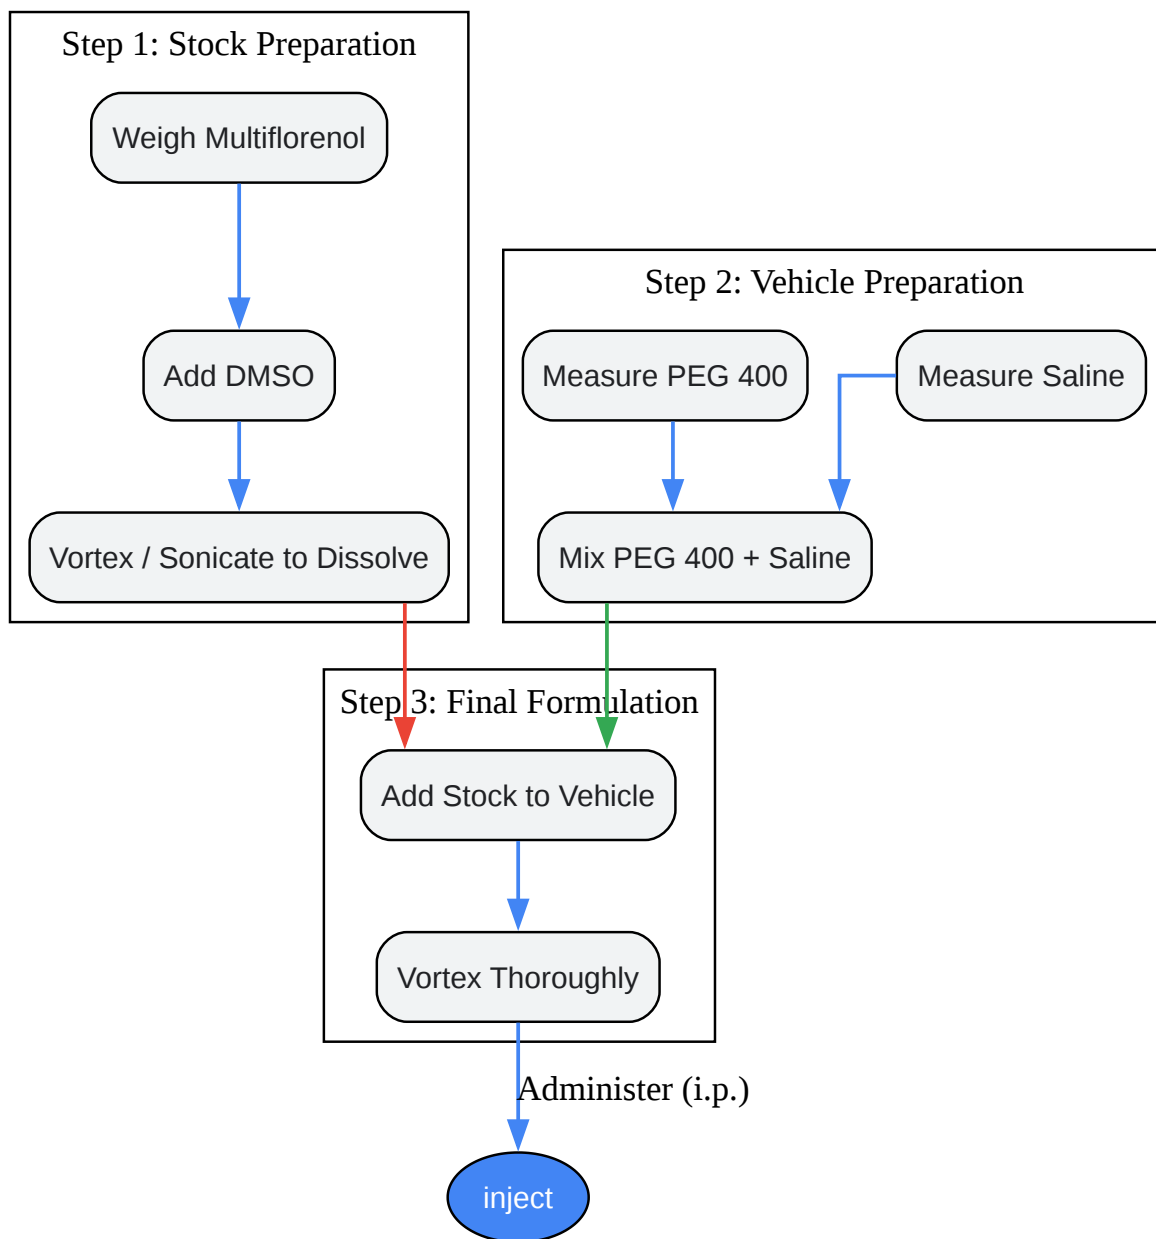 Step 1: Stock Preparation
Weigh Multiflorenol
Add DMSO
Vortex / Sonicate to Dissolve
Step 2: Vehicle Preparation
Measure PEG 400
Measure Saline
Mix PEG 400 + Saline
Step 3: Final Formulation
Add Stock to Vehicle
Vortex Thoroughly
Administer (i.p.)
inject